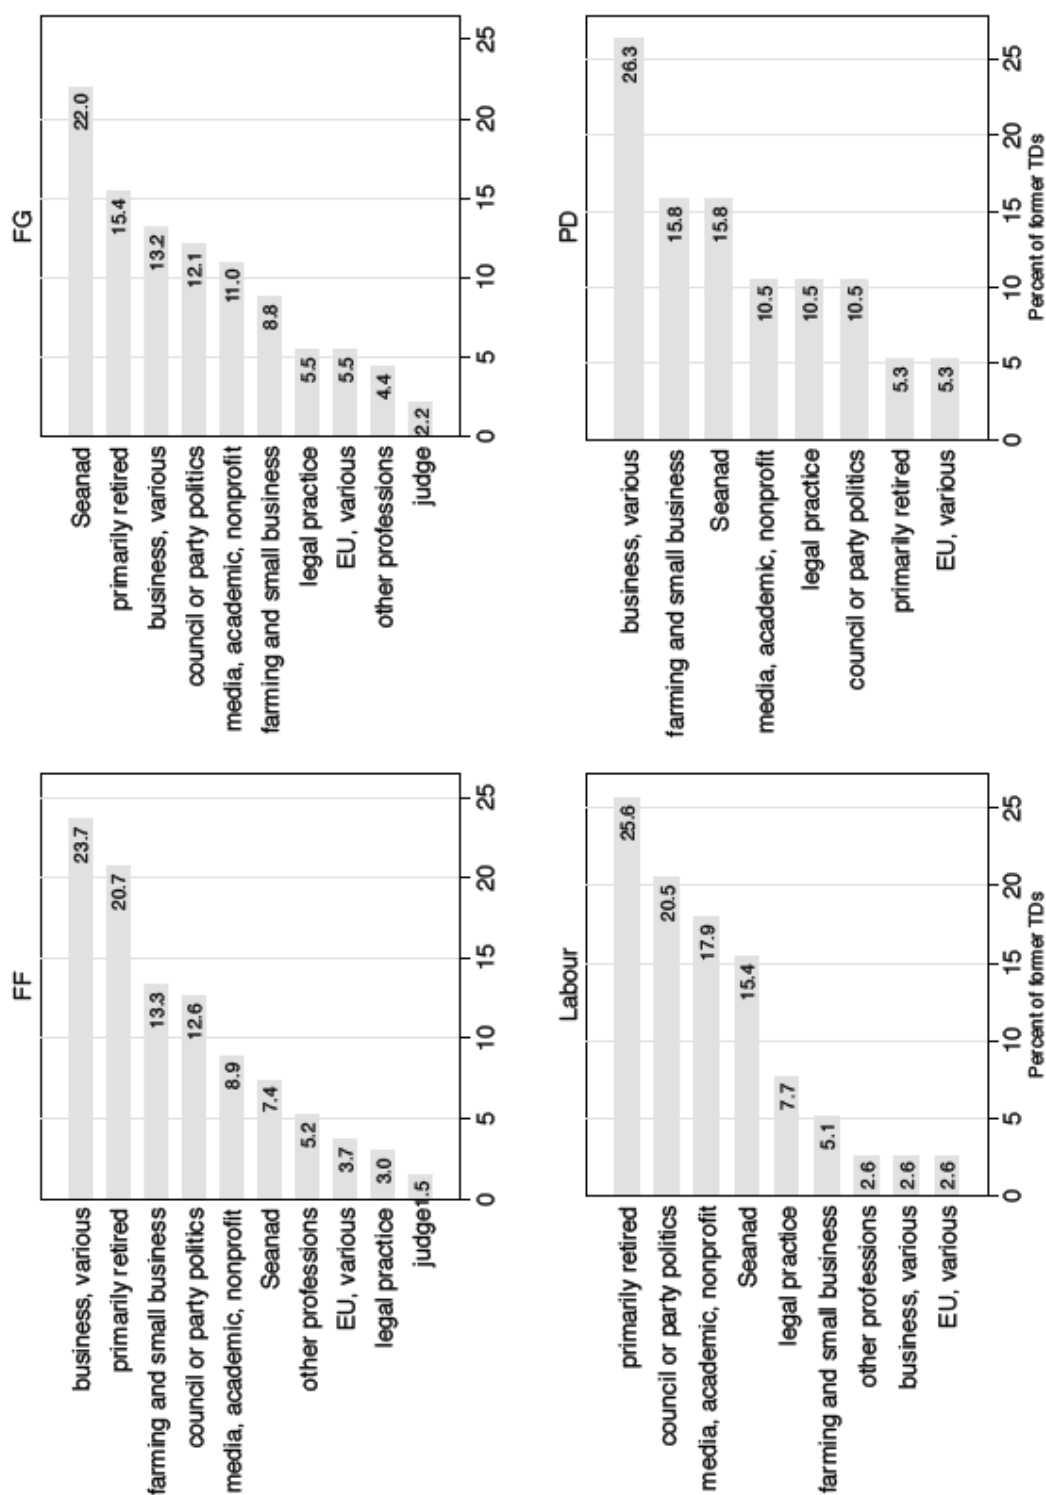 FF
business, various 23.7
primarily retired 20.7
farming and small business 13.3
council or party politics 12.6
media, academic, nonprofit 8.9
Seanad 7.4
other professions 5.2
EU, various 3.7
legal practice 3.0
judge 1.5
0 5 10 15 20 25
FG
Seanad 22.0
primarily retired 15.4
business, various 13.2
council or party politics 12.1
media, academic, nonprofit 11.0
farming and small business 8.8
legal practice 5.5
EU, various 5.5
other professions 4.4
judge 2.2
0 5 10 15 20 25
Labour
primarily retired 25.6
council or party politics 20.5
media, academic, nonprofit 17.9
Seanad 15.4
legal practice 7.7
farming and small business 5.1
other professions 2.6
business, various 2.6
EU, various 2.6
0 5 10 15 20 25
Percent of former TDs
PD
business, various 26.3
farming and small business 15.8
Seanad 15.8
media, academic, nonprofit 10.5
legal practice 10.5
council or party politics 10.5
primarily retired 5.3
EU, various 5.3
0 5 10 15 20 25
Percent of former TDs